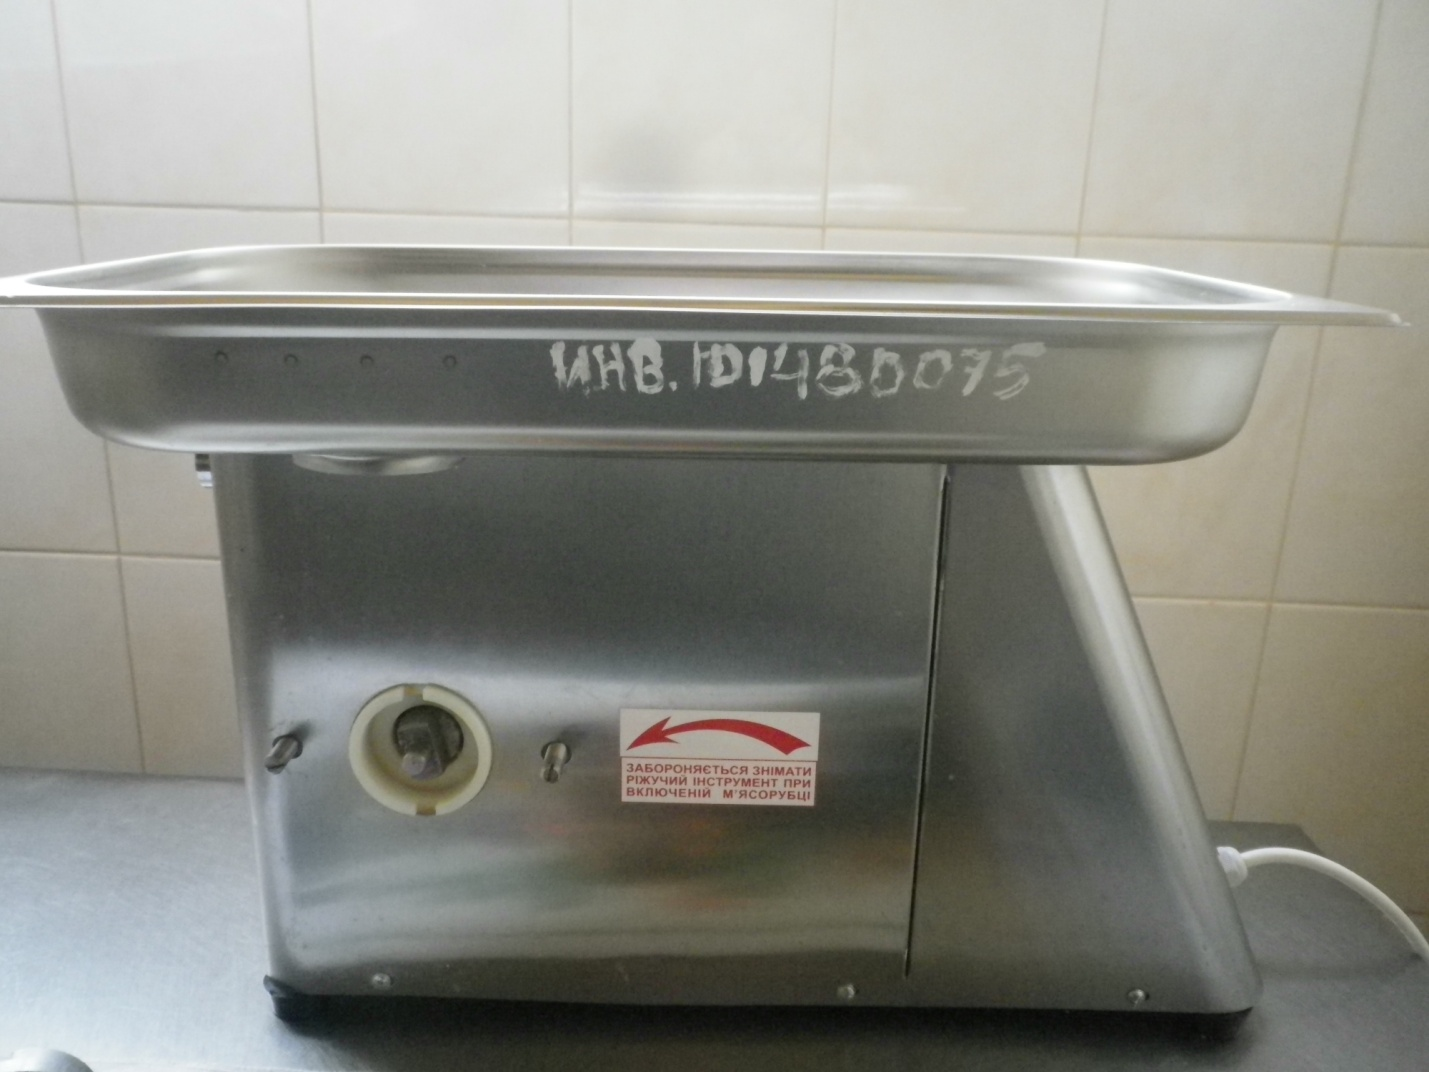 ИНВ. 101480075
ЗАБОРОНЯЄТЬСЯ ЗНІМАТИ
РІЖУЧИЙ ІНСТРУМЕНТ ПРИ
ВКЛЮЧЕНІЙ М'ЯСОРУБЦІ